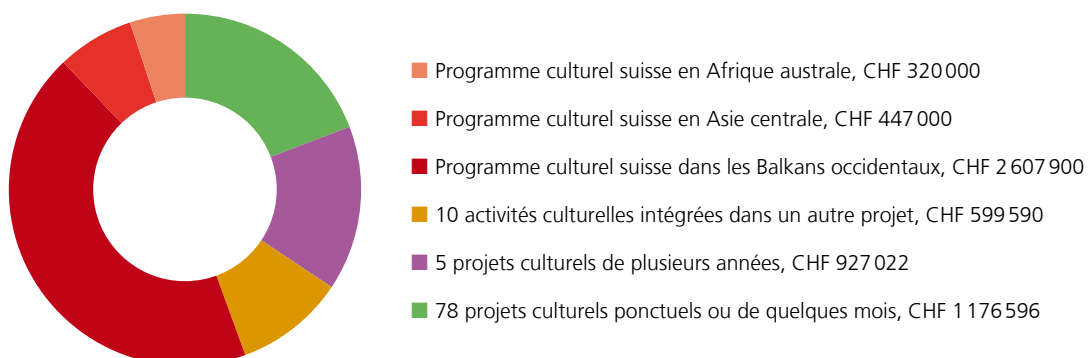 Programme culturel suisse en Afrique australe, CHF 320 000
Programme culturel suisse en Asie centrale, CHF 447 000
Programme culturel suisse dans les Balkans occidentaux, CHF 2 607 900
10 activités culturelles intégrées dans un autre projet, CHF 599 590
5 projets culturels de plusieurs années, CHF 927 022
78 projets culturels ponctuels ou de quelques mois, CHF 1 176 596